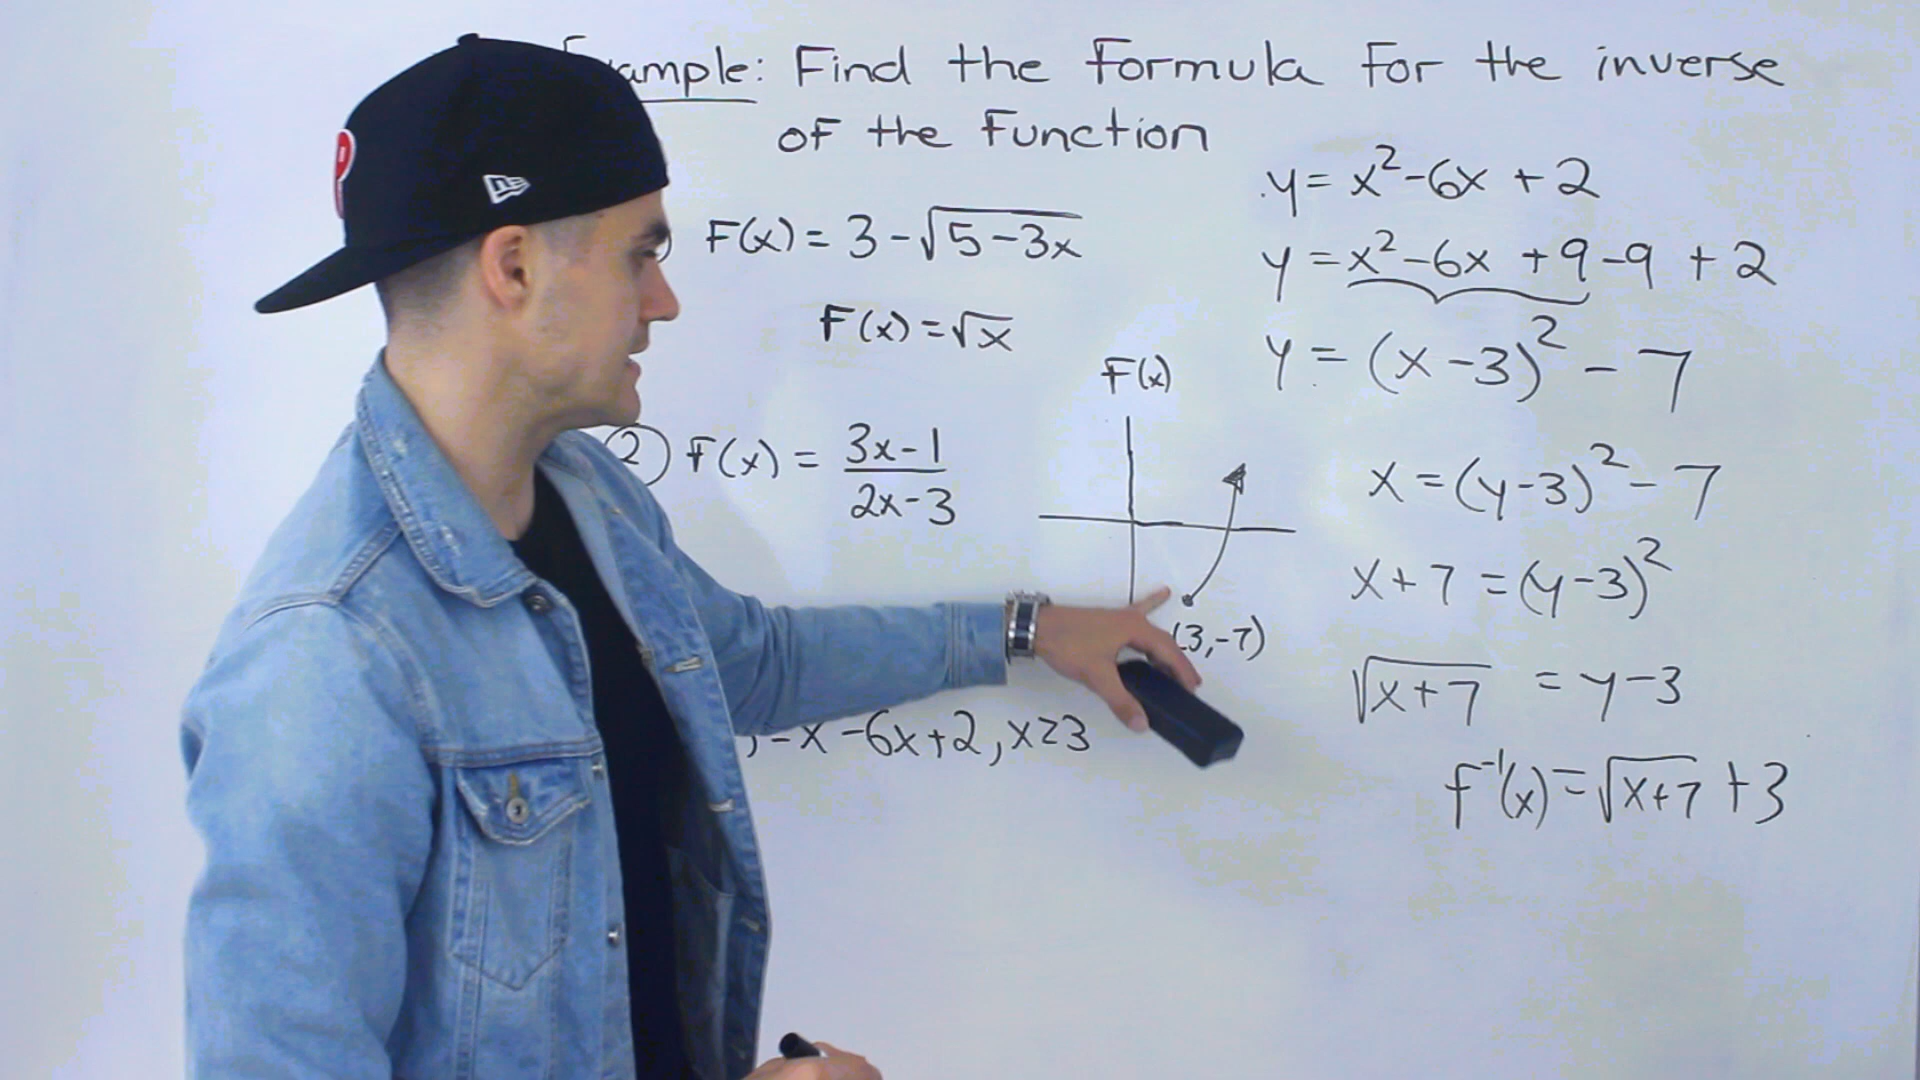 ample: Find the formula for the inverse
of the function
F(x) = 3 - √5-3x
F(x) = √x
② F(x) = 3x-1
2x-3
-x -6x+2, x≥3
F(x)
(3,-7)
y = x² -6x + 2
y = x² -6x + 9 - 9 + 2
y = (x-3)² - 7
x = (y-3)² - 7
x + 7 = (y-3)²
√x+7 = y-3
f⁻¹(x) = √x+7 + 3